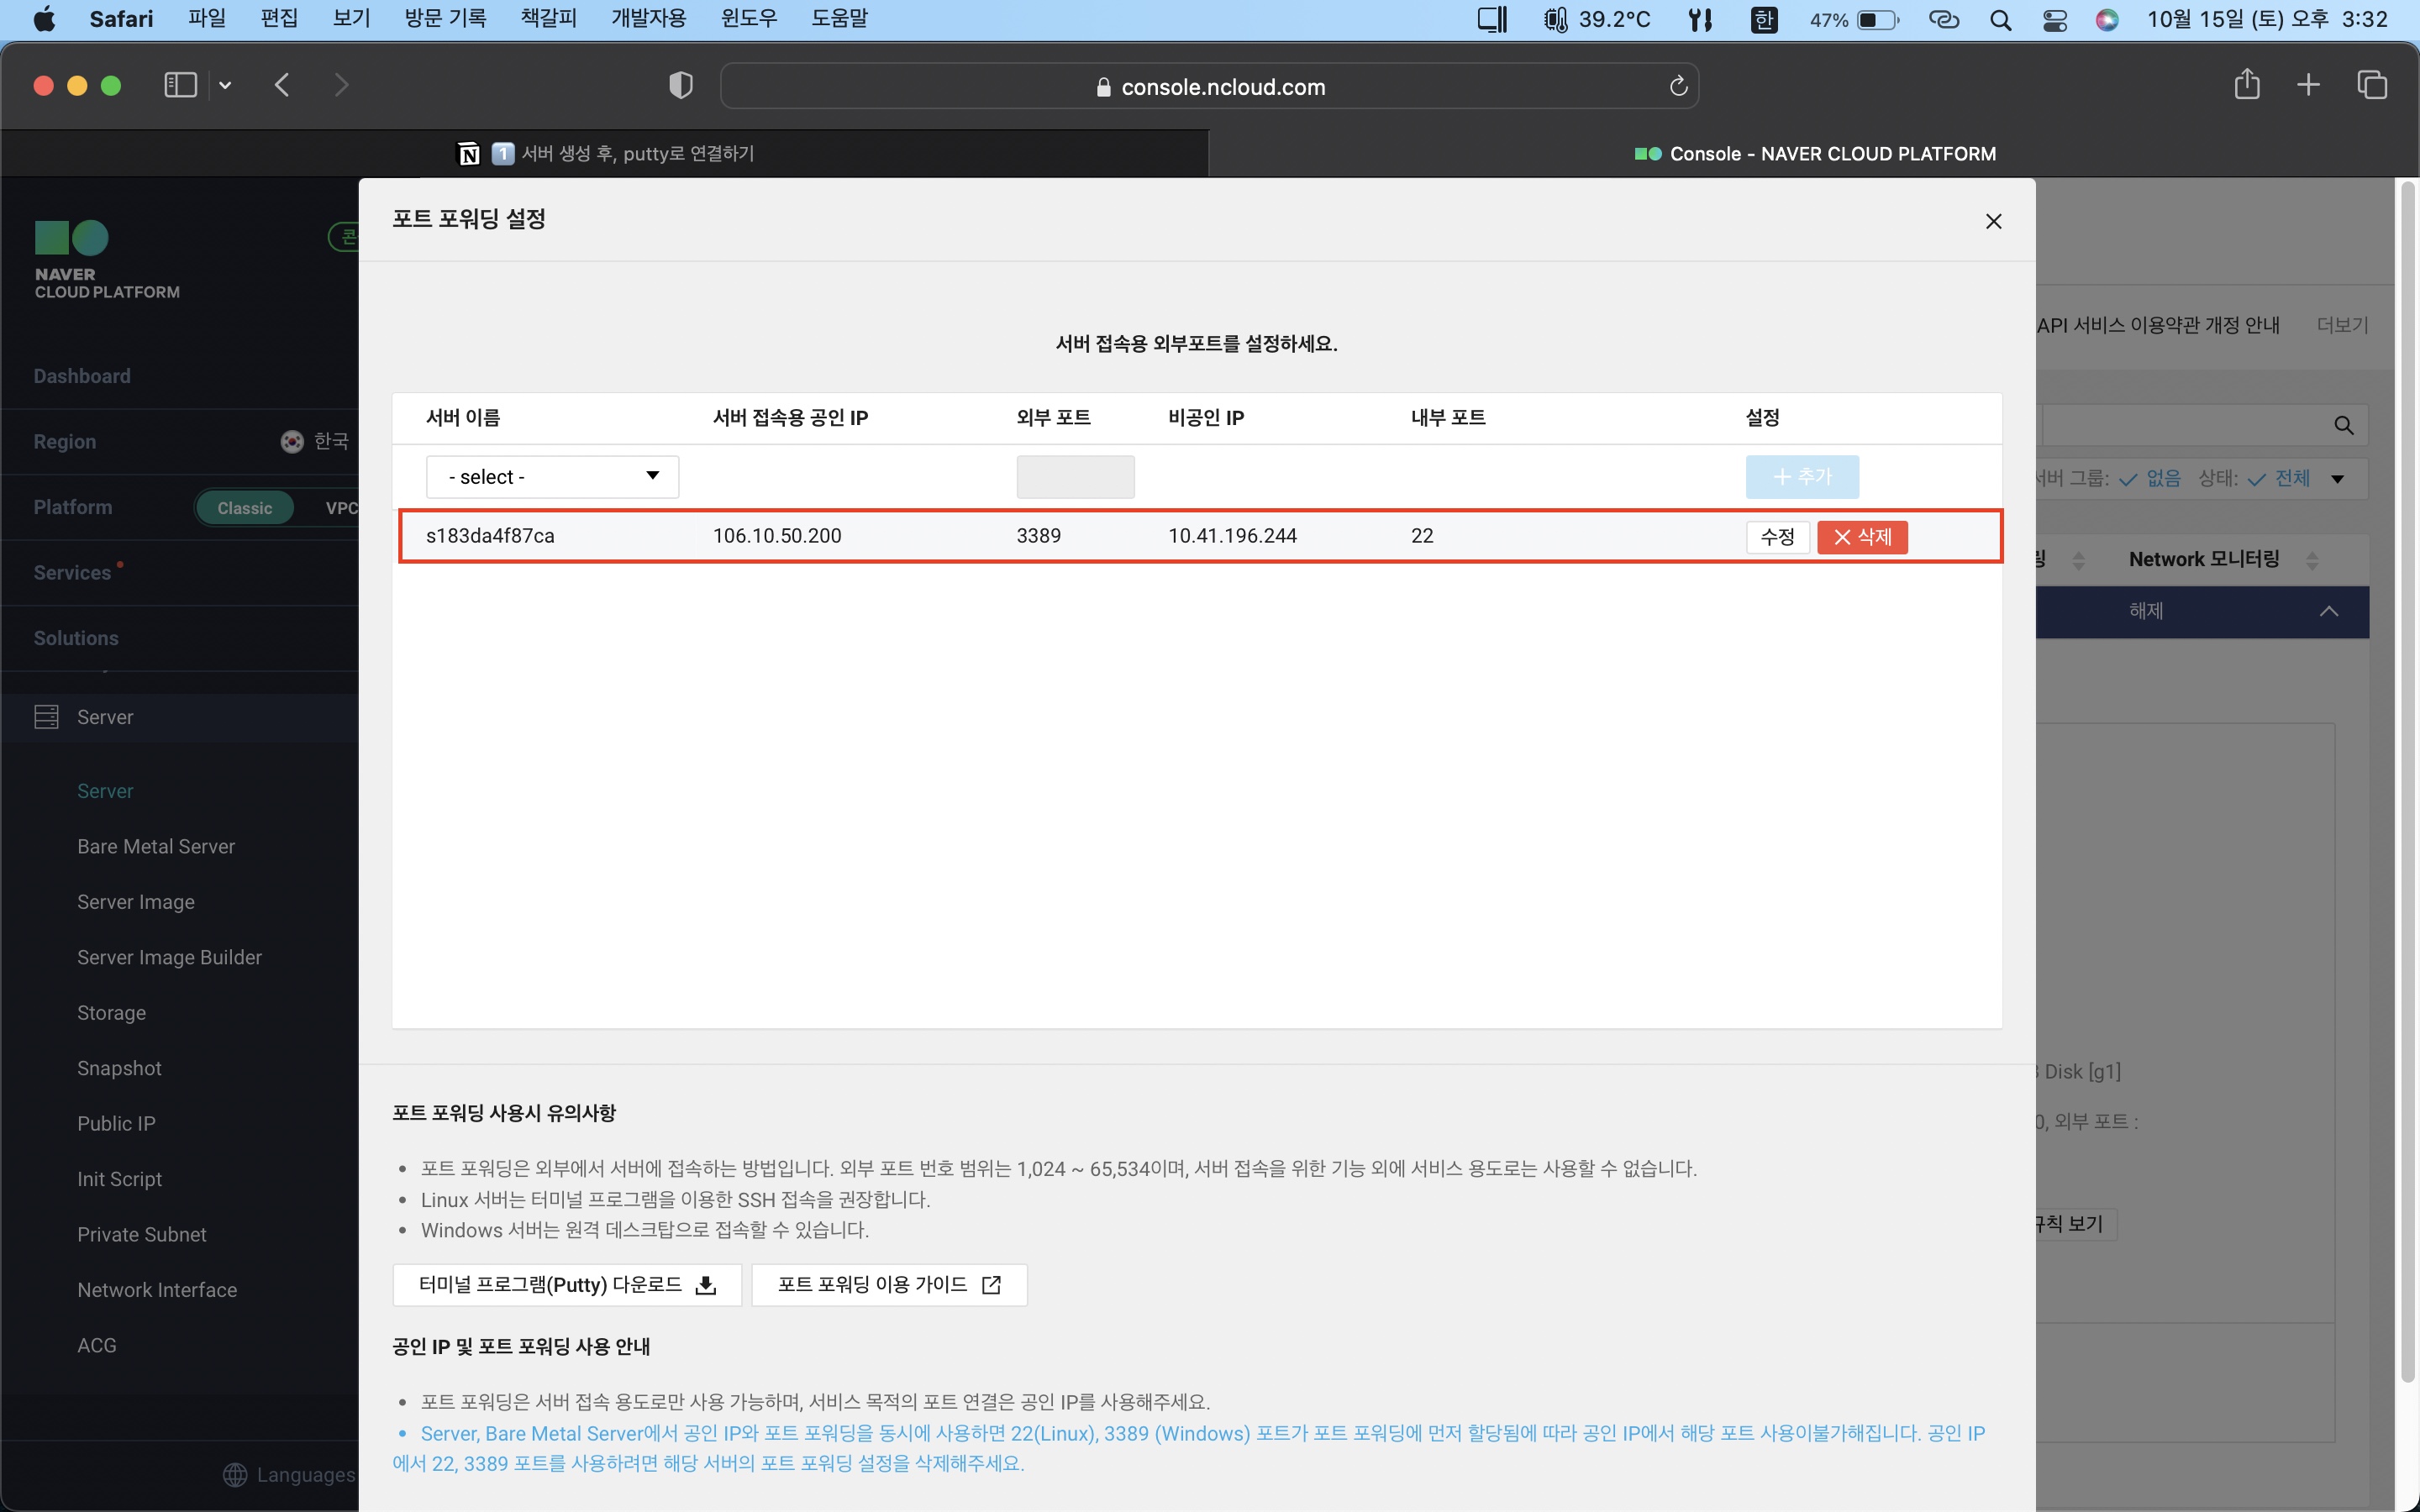 Safari 파일 편집 보기 방문 기록 책갈피 개발자용 윈도우 도움말 39.2°C 한 47% 10월 15일 (토) 오후 3:32
console.ncloud.com
1 서버 생성 후, putty로 연결하기
Console - NAVER CLOUD PLATFORM
NAVER
CLOUD PLATFORM
콘
Dashboard
Region 한국
Platform Classic VPC
Services
Solutions
Server
Server
Bare Metal Server
Server Image
Server Image Builder
Storage
Snapshot
Public IP
Init Script
Private Subnet
Network Interface
ACG
Languages
포트 포워딩 설정
서버 접속용 외부포트를 설정하세요.
서버 이름 서버 접속용 공인 IP 외부 포트 비공인 IP 내부 포트 설정
- select - + 추가
s183da4f87ca 106.10.50.200 3389 10.41.196.244 22 수정 삭제
포트 포워딩 사용시 유의사항
• 포트 포워딩은 외부에서 서버에 접속하는 방법입니다. 외부 포트 번호 범위는 1,024 ~ 65,534이며, 서버 접속을 위한 기능 외에 서비스 용도로는 사용할 수 없습니다.
• Linux 서버는 터미널 프로그램을 이용한 SSH 접속을 권장합니다.
• Windows 서버는 원격 데스크탑으로 접속할 수 있습니다.
터미널 프로그램(Putty) 다운로드 포트 포워딩 이용 가이드
공인 IP 및 포트 포워딩 사용 안내
• 포트 포워딩은 서버 접속 용도로만 사용 가능하며, 서비스 목적의 포트 연결은 공인 IP를 사용해주세요.
• Server, Bare Metal Server에서 공인 IP와 포트 포워딩을 동시에 사용하면 22(Linux), 3389 (Windows) 포트가 포트 포워딩에 먼저 할당됨에 따라 공인 IP에서 해당 포트 사용이불가해집니다. 공인 IP
에서 22, 3389 포트를 사용하려면 해당 서버의 포트 포워딩 설정을 삭제해주세요.
API 서비스 이용약관 개정 안내 더보기
그룹: 없음 상태: 전체
Network 모니터링
해제
Disk [g1]
0, 외부 포트 :
보기